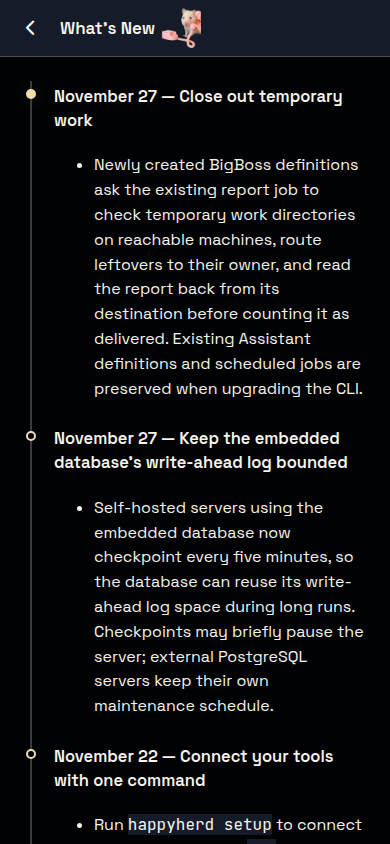 What's New
November 27 — Close out temporary
work
• Newly created BigBoss definitions
ask the existing report job to
check temporary work directories
on reachable machines, route
leftovers to their owner, and read
the report back from its
destination before counting it as
delivered. Existing Assistant
definitions and scheduled jobs are
preserved when upgrading the CLI.
November 27 — Keep the embedded
database's write-ahead log bounded
• Self-hosted servers using the
embedded database now
checkpoint every five minutes, so
the database can reuse its write-
ahead log space during long runs.
Checkpoints may briefly pause the
server; external PostgreSQL
servers keep their own
maintenance schedule.
November 22 — Connect your tools
with one command
• Run happyherd setup to connect